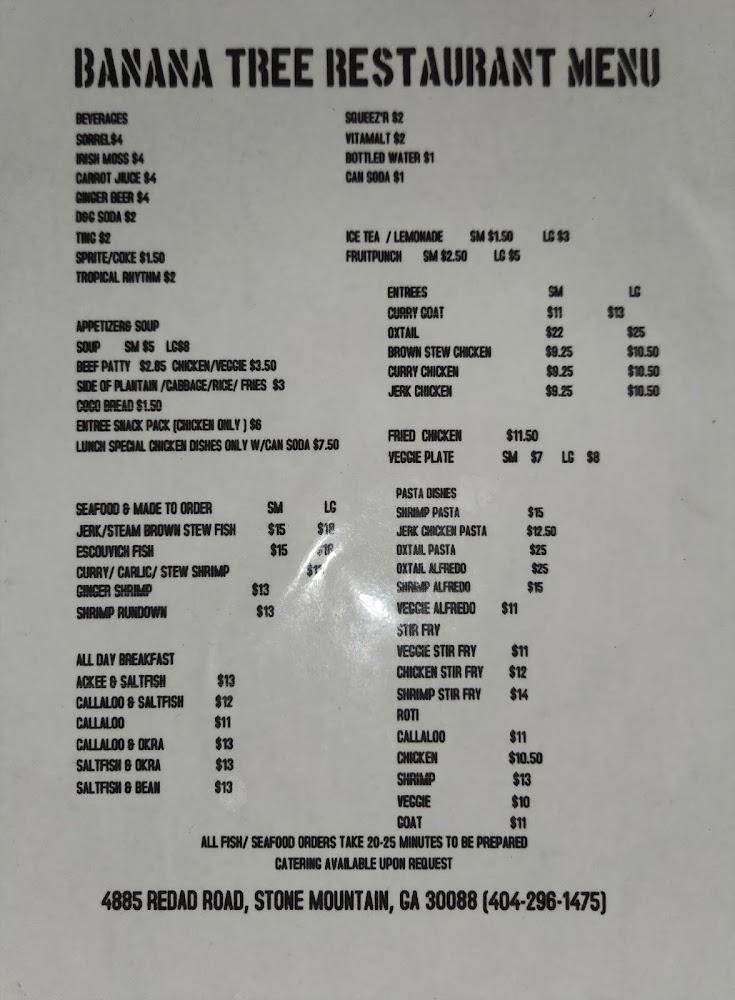 BANANA TREE RESTAURANT MENU
BEVERAGES
SORREL$4
IRISH MOSS $4
CARROT JIUCE $4
GINGER BEER $4
D&G SODA $2
TING $2
SPRITE/COKE $1.50
TROPICAL RHYTHM $2
SQUEEZ'R $2
VITAMALT $2
BOTTLED WATER $1
CAN SODA $1
ICE TEA / LEMONADE SM $1.50 LG $3
FRUITPUNCH SM $2.50 LG $5
APPETIZER& SOUP
SOUP SM $5 LG$8
BEEF PATTY $2.85 CHICKEN/VEGGIE $3.50
SIDE OF PLANTAIN /CABBAGE/RICE/ FRIES $3
COCO BREAD $1.50
ENTREE SNACK PACK (CHICKEN ONLY ) $6
LUNCH SPECIAL CHICKEN DISHES ONLY W/CAN SODA $7.50
ENTREES SM LG
CURRY GOAT $11 $13
OXTAIL $22 $25
BROWN STEW CHICKEN $9.25 $10.50
CURRY CHICKEN $9.25 $10.50
JERK CHICKEN $9.25 $10.50
FRIED CHICKEN $11.50
VEGGIE PLATE SM $7 LG $8
SEAFOOD & MADE TO ORDER SM LG
JERK/STEAM BROWN STEW FISH $15 $18
ESCOUVICH FISH $15 $18
CURRY/ GARLIC/ STEW SHRIMP
GINGER SHRIMP $13
SHRIMP RUNDOWN $13
PASTA DISHES
SHRIMP PASTA $15
JERK CHICKEN PASTA $12.50
OXTAIL PASTA $25
OXTAIL ALFREDO $25
SHRIMP ALFREDO $15
VEGGIE ALFREDO $11
STIR FRY
VEGGIE STIR FRY $11
CHICKEN STIR FRY $12
SHRIMP STIR FRY $14
ROTI
CALLALOO $11
CHICKEN $10.50
SHRIMP $13
VEGGIE $10
GOAT $11
ALL DAY BREAKFAST
ACKEE & SALTFISH $13
CALLALOO & SALTFISH $12
CALLALOO $11
CALLALOO & OKRA $13
SALTFISH & OKRA $13
SALTFISH & BEAN $13
ALL FISH/ SEAFOOD ORDERS TAKE 20-25 MINUTES TO BE PREPARED
CATERING AVAILABLE UPON REQUEST
4885 REDAD ROAD, STONE MOUNTAIN, GA 30088 (404-296-1475)